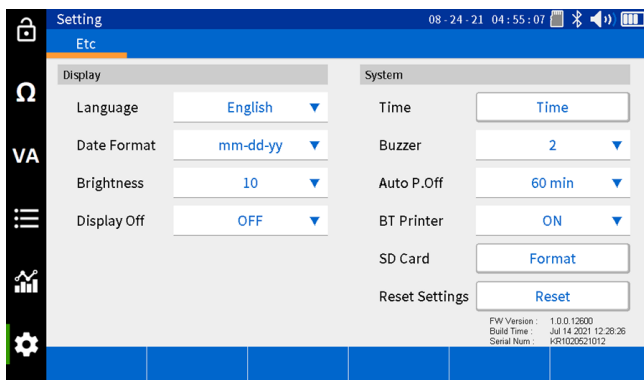 Setting 08-24-21 04:55:07
Etc
Ω
VA
Display
Language English
Date Format mm-dd-yy
Brightness 10
Display Off OFF
System
Time Time
Buzzer 2
Auto P.Off 60 min
BT Printer ON
SD Card Format
Reset Settings Reset
FW Version : 1.0.0.12600
Build Time : Jul 14 2021 12:28:26
Serial Num : KR1020521012